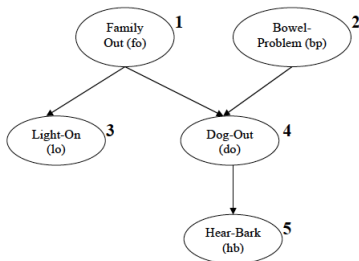 Family
Out (fo)
1
Bowel-
Problem (bp)
2
Light-On
(lo)
3
Dog-Out
(do)
4
Hear-Bark
(hb)
5